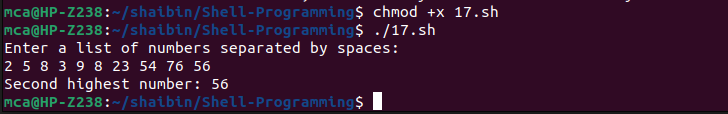 mca@HP-Z238:~/shaibin/Shell-Programming$ chmod +x 17.sh
mca@HP-Z238:~/shaibin/Shell-Programming$ ./17.sh
Enter a list of numbers separated by spaces:
2 5 8 3 9 8 23 54 76 56
Second highest number: 56
mca@HP-Z238:~/shaibin/Shell-Programming$